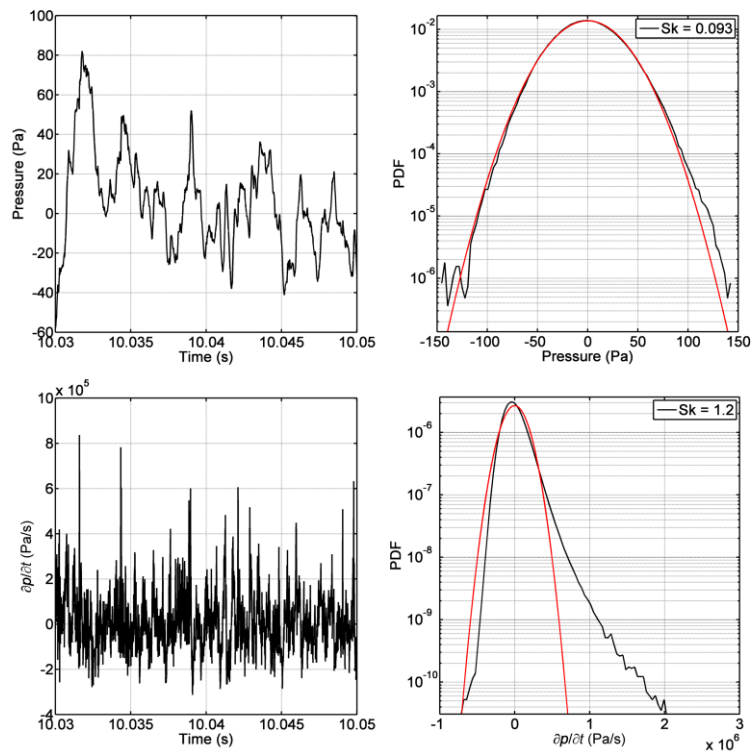 100
80
60
40
20
0
-20
-40
-60
10.03 10.035 10.04 10.045 10.05
Pressure (Pa)
Time (s)
Sk = 0.093
10⁻²
10⁻³
10⁻⁴
10⁻⁵
10⁻⁶
-150 -100 -50 0 50 100 150
PDF
Pressure (Pa)
x 10⁵
10
8
6
4
2
0
-2
-4
10.03 10.035 10.04 10.045 10.05
∂p/∂t (Pa/s)
Time (s)
Sk = 1.2
10⁻⁶
10⁻⁷
10⁻⁸
10⁻⁹
10⁻¹⁰
-1 0 1 2 3
PDF
∂p/∂t (Pa/s)
x 10⁶